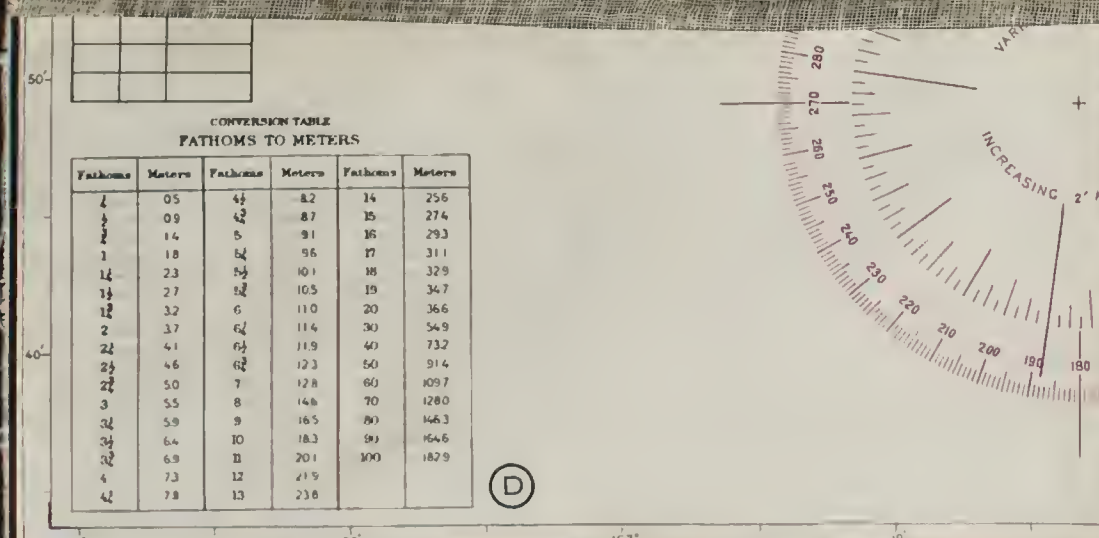 50'
CONVERSION TABLE
FATHOMS TO METERS
Fathoms Meters Fathoms Meters Fathoms Meters
¼ 0.5 4½ 8.2 14 25.6
½ 0.9 4¾ 8.7 15 27.4
¾ 1.4 5 9.1 16 29.3
1 1.8 5¼ 9.6 17 31.1
1¼ 2.3 5½ 10.1 18 32.9
1½ 2.7 5¾ 10.5 19 34.7
1¾ 3.2 6 11.0 20 36.6
2 3.7 6¼ 11.4 30 54.9
2¼ 4.1 6½ 11.9 40 73.2
2½ 4.6 6¾ 12.3 50 91.4
2¾ 5.0 7 12.8 60 109.7
3 5.5 8 14.6 70 128.0
3¼ 5.9 9 16.5 80 146.3
3½ 6.4 10 18.3 90 164.6
3¾ 6.9 11 20.1 100 182.9
4 7.3 12 21.9
4¼ 7.8 13 23.8
40'
D
VARI
INCREASING 2'
280
270
260
250
240
230
220
210
200
190
180